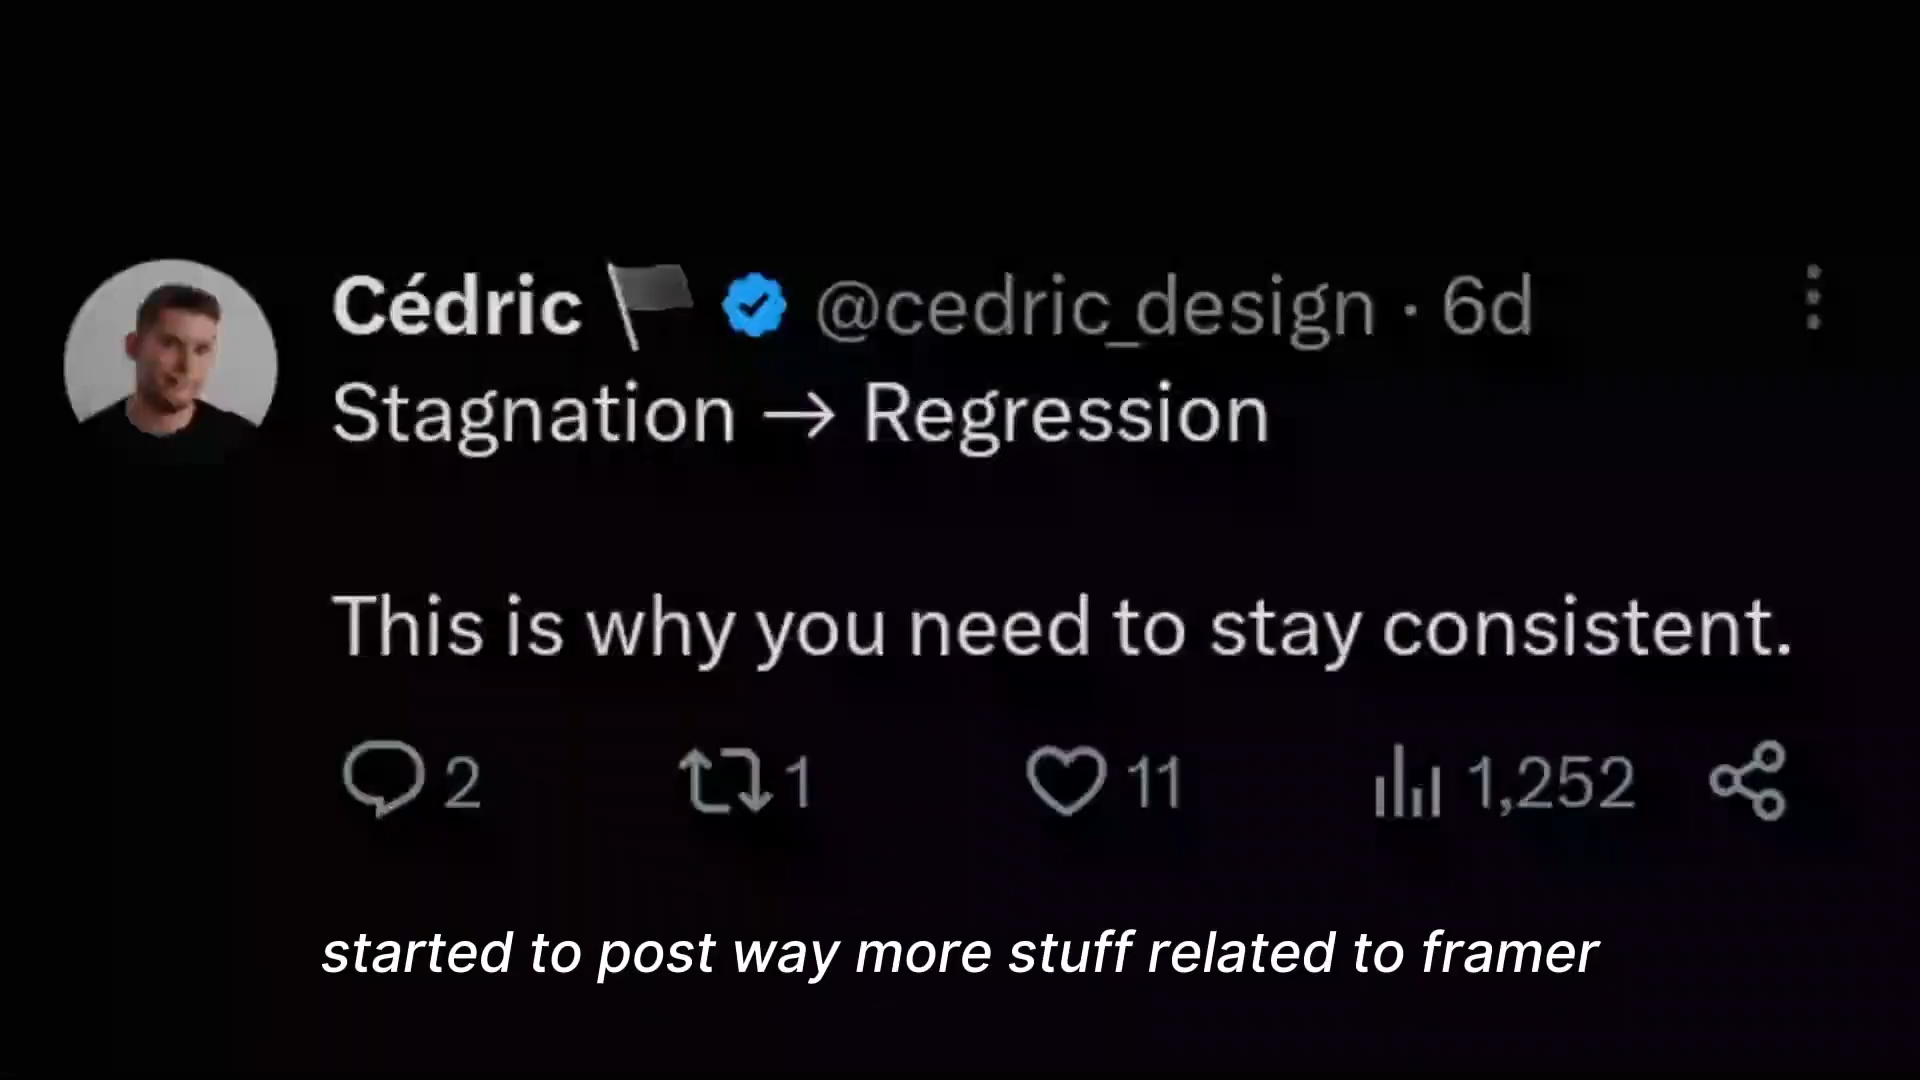 Cédric 🏴 @cedric_design · 6d
Stagnation → Regression
This is why you need to stay consistent.
2 1 11 1,252
started to post way more stuff related to framer